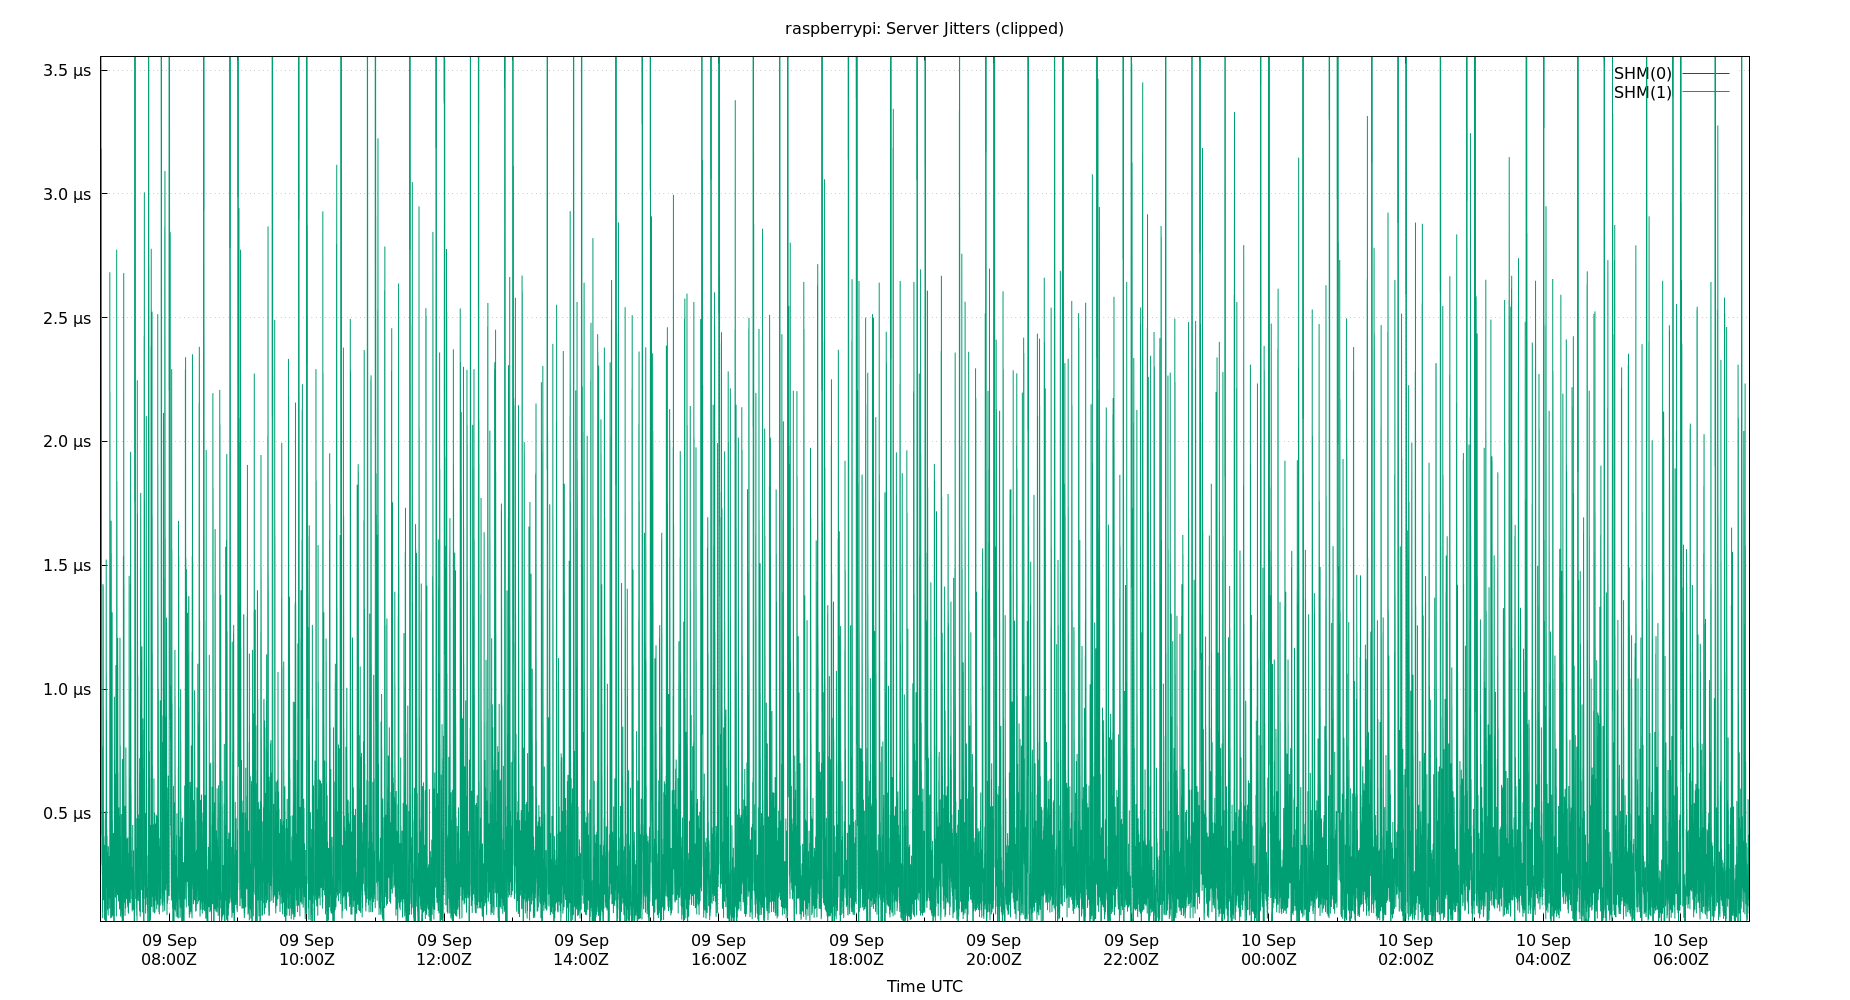 raspberrypi: Server Jitters (clipped)
SHM(0)
SHM(1)
3.5 µs
3.0 µs
2.5 µs
2.0 µs
1.5 µs
1.0 µs
0.5 µs
09 Sep 09 Sep 09 Sep 09 Sep 09 Sep 09 Sep 09 Sep 09 Sep 10 Sep 10 Sep 10 Sep 10 Sep
08:00Z 10:00Z 12:00Z 14:00Z 16:00Z 18:00Z 20:00Z 22:00Z 00:00Z 02:00Z 04:00Z 06:00Z
Time UTC